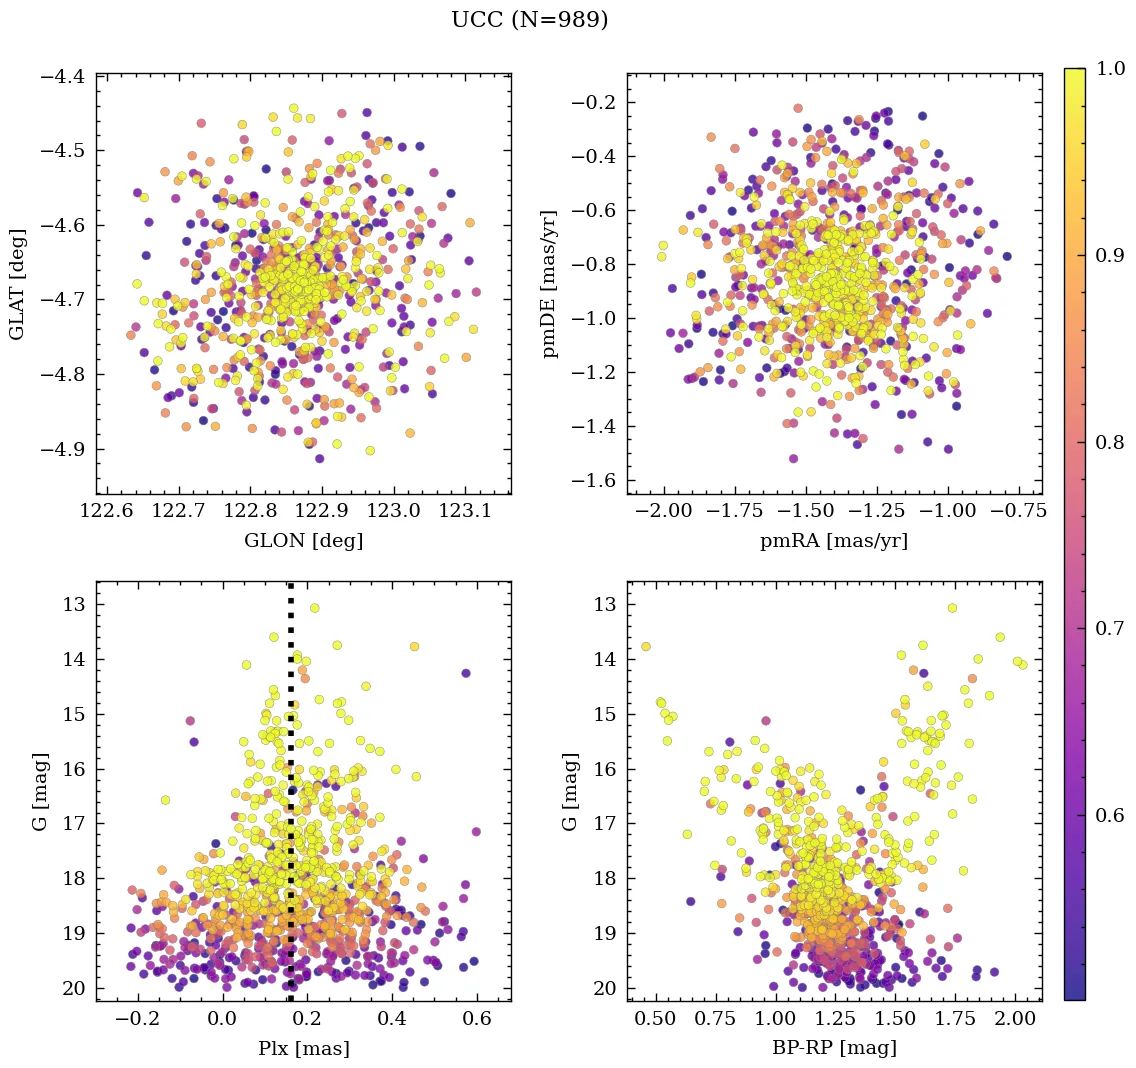 UCC (N=989)
−4.4
−4.5
−4.6
−4.7
−4.8
−4.9
GLAT [deg]
122.6 122.7 122.8 122.9 123.0 123.1
GLON [deg]
−0.2
−0.4
−0.6
−0.8
−1.0
−1.2
−1.4
−1.6
pmDE [mas/yr]
−2.00 −1.75 −1.50 −1.25 −1.00 −0.75
pmRA [mas/yr]
1.0
0.9
0.8
0.7
0.6
13
14
15
16
17
18
19
20
G [mag]
−0.2 0.0 0.2 0.4 0.6
Plx [mas]
13
14
15
16
17
18
19
20
G [mag]
0.50 0.75 1.00 1.25 1.50 1.75 2.00
BP-RP [mag]